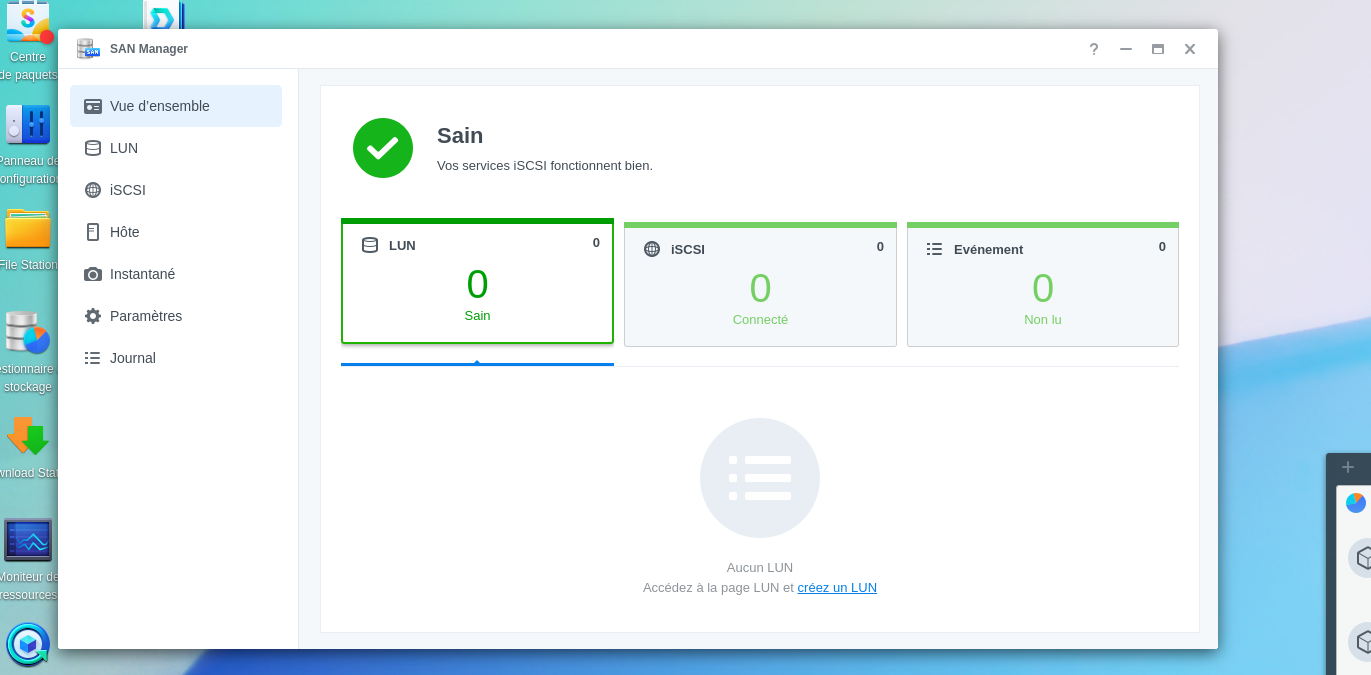 SAN Manager
Vue d’ensemble
LUN
iSCSI
Hôte
Instantané
Paramètres
Journal
Sain
Vos services iSCSI fonctionnent bien.
LUN
0
0
Sain
iSCSI
0
0
Connecté
Evénement
0
0
Non lu
Aucun LUN
Accédez à la page LUN et créez un LUN
Centre
de paquets
Panneau de
onfiguration
File Station
estionnaire
stockage
wnload Stat
Moniteur de
ressources
SAN